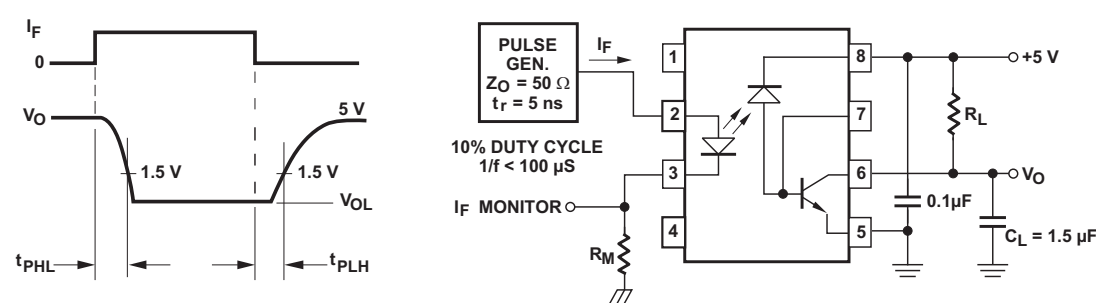 I_F
0
V_O
5 V
1.5 V
1.5 V
V_OL
t_PHL
t_PLH
PULSE
GEN.
Z_O = 50 Ω
t_r = 5 ns
I_F
10% DUTY CYCLE
1/f < 100 µS
I_F MONITOR
R_M
1
2
3
4
8
7
6
5
+5 V
R_L
V_O
0.1µF
C_L = 1.5 µF